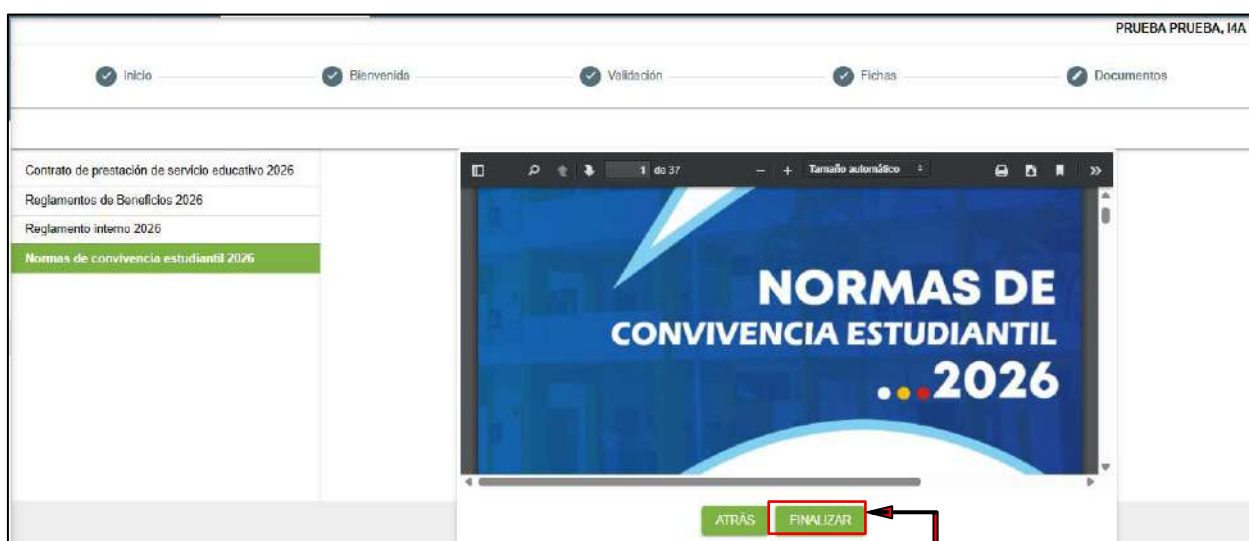 PRUEBA PRUEBA, I4A
Inicio
Bienvenida
Validación
Fichas
Documentos
Contrato de prestación de servicio educativo 2026
Reglamentos de Beneficios 2026
Reglamento interno 2026
Normas de convivencia estudiantil 2026
1 de 37
Tamaño automático
NORMAS DE
CONVIVENCIA ESTUDIANTIL
...2026
ATRÁS
FINALIZAR